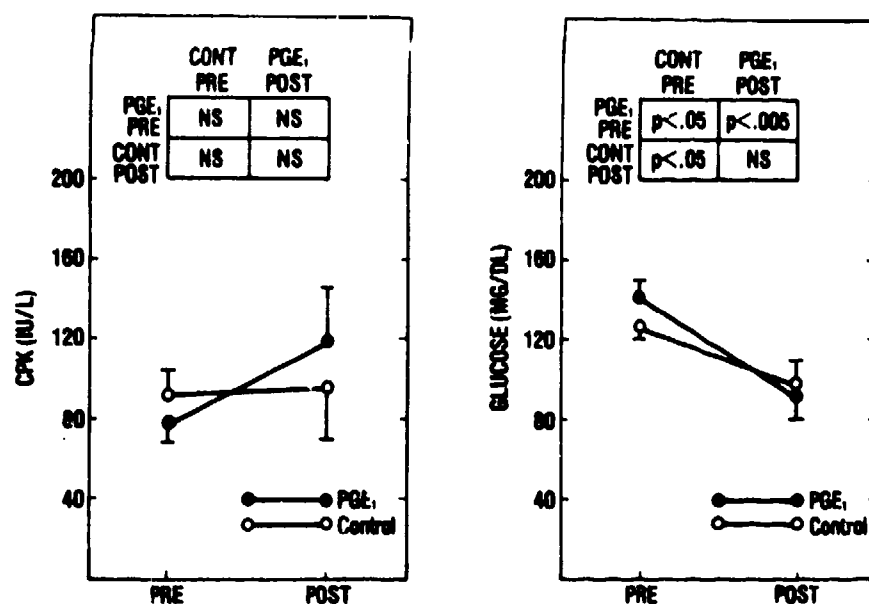 CONT PGE₁
PRE POST
PGE₁ PRE NS NS
CONT POST NS NS
200
160
120
80
40
CPK (IU/L)
PGE₁
Control
PRE POST
CONT PGE₁
PRE POST
PGE₁ PRE p<.05 p<.005
CONT POST p<.05 NS
200
160
120
80
40
GLUCOSE (MG/DL)
PGE₁
Control
PRE POST